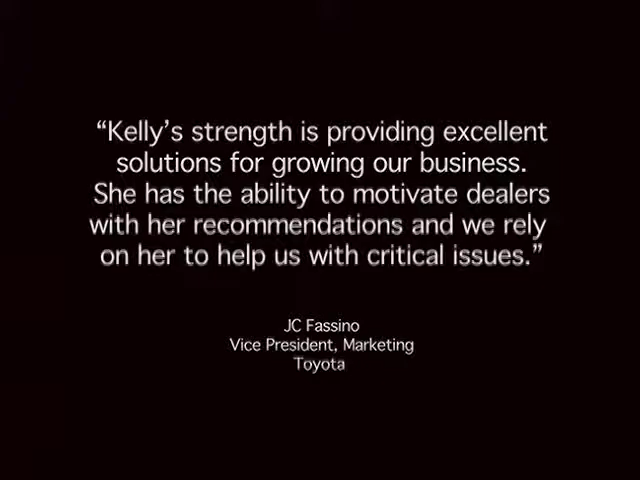 “Kelly’s strength is providing excellent
solutions for growing our business.
She has the ability to motivate dealers
with her recommendations and we rely
on her to help us with critical issues.”
JC Fassino
Vice President, Marketing
Toyota